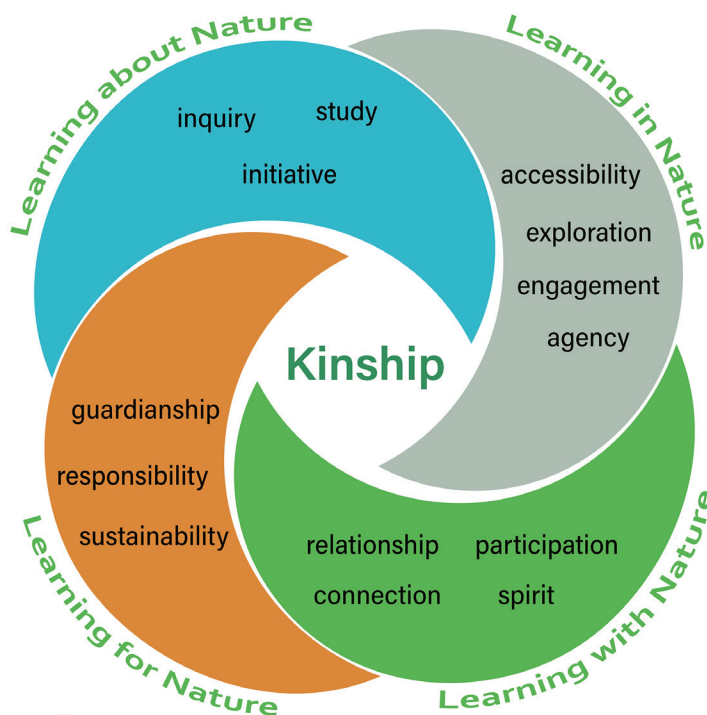 Learning about Nature
inquiry
study
initiative
Learning in Nature
accessibility
exploration
engagement
agency
Kinship
guardianship
responsibility
sustainability
Learning for Nature
relationship
participation
connection
spirit
Learning with Nature